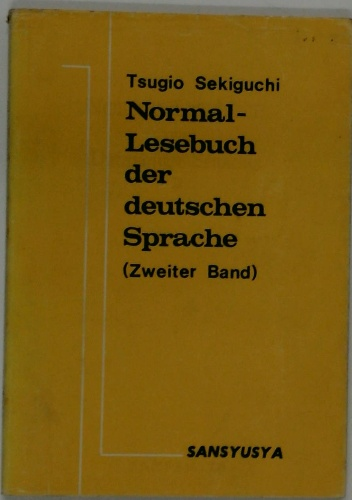 Tsugio Sekiguchi
Normal-
Lesebuch
der
deutschen
Sprache
(Zweiter Band)
SANSYUSYA